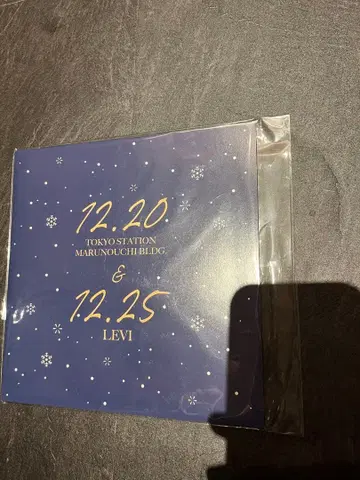 12.20
TOKYO STATION
MARUNOUCHI BLDG.
&
12.25
LEVI